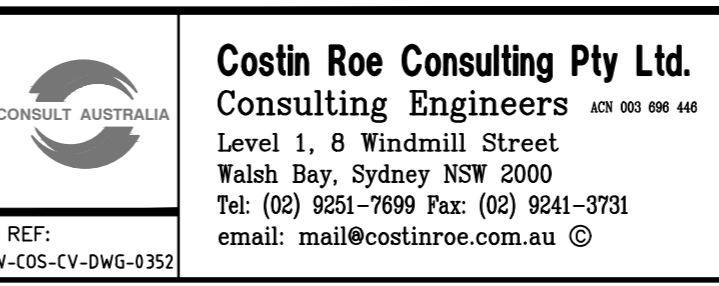 CONSULT AUSTRALIA
REF:
V-COS-CV-DWG-0352
Costin Roe Consulting Pty Ltd.
Consulting Engineers ACN 003 696 446
Level 1, 8 Windmill Street
Walsh Bay, Sydney NSW 2000
Tel: (02) 9251-7699 Fax: (02) 9241-3731
email: mail@costinroe.com.au ©